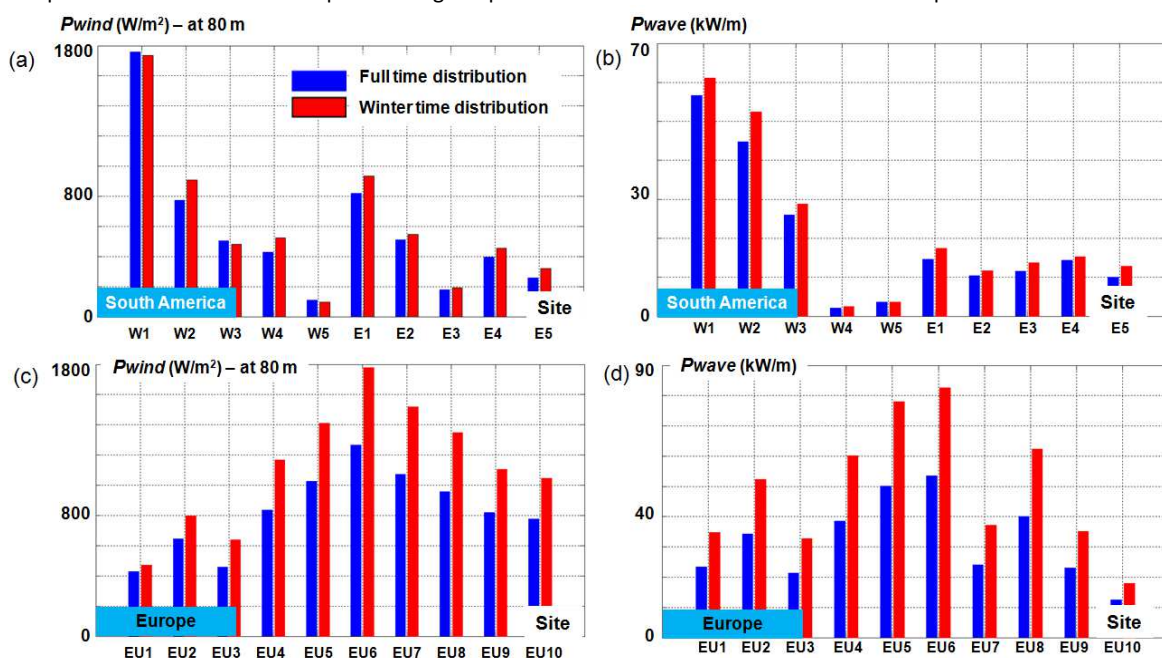 (a)
Pwind (W/m²) – at 80 m
1800
800
0
Full time distribution
Winter time distribution
South America
Site
W1 W2 W3 W4 W5 E1 E2 E3 E4 E5
(b)
Pwave (kW/m)
70
30
0
South America
Site
W1 W2 W3 W4 W5 E1 E2 E3 E4 E5
(c)
Pwind (W/m²) – at 80 m
1800
800
0
Europe
Site
EU1 EU2 EU3 EU4 EU5 EU6 EU7 EU8 EU9 EU10
(d)
Pwave (kW/m)
90
40
0
Europe
Site
EU1 EU2 EU3 EU4 EU5 EU6 EU7 EU8 EU9 EU10